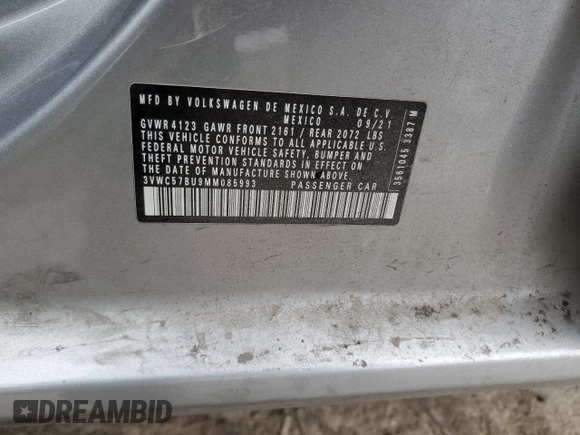 MFD BY VOLKSWAGEN DE MEXICO S.A. DE C.V.
MEXICO 09/21
GVWR 4123 GAWR FRONT 2161 / REAR 2072 LBS
THIS VEHICLE CONFORMS TO ALL APPLICABLE U.S.
FEDERAL MOTOR VEHICLE SAFETY, BUMPER AND
THEFT PREVENTION STANDARDS IN EFFECT ON
THE DATE OF MANUFACTURE SHOWN ABOVE.
3VWC57BU9MM085993 PASSENGER CAR
3561045 5387 M
DREAMBID